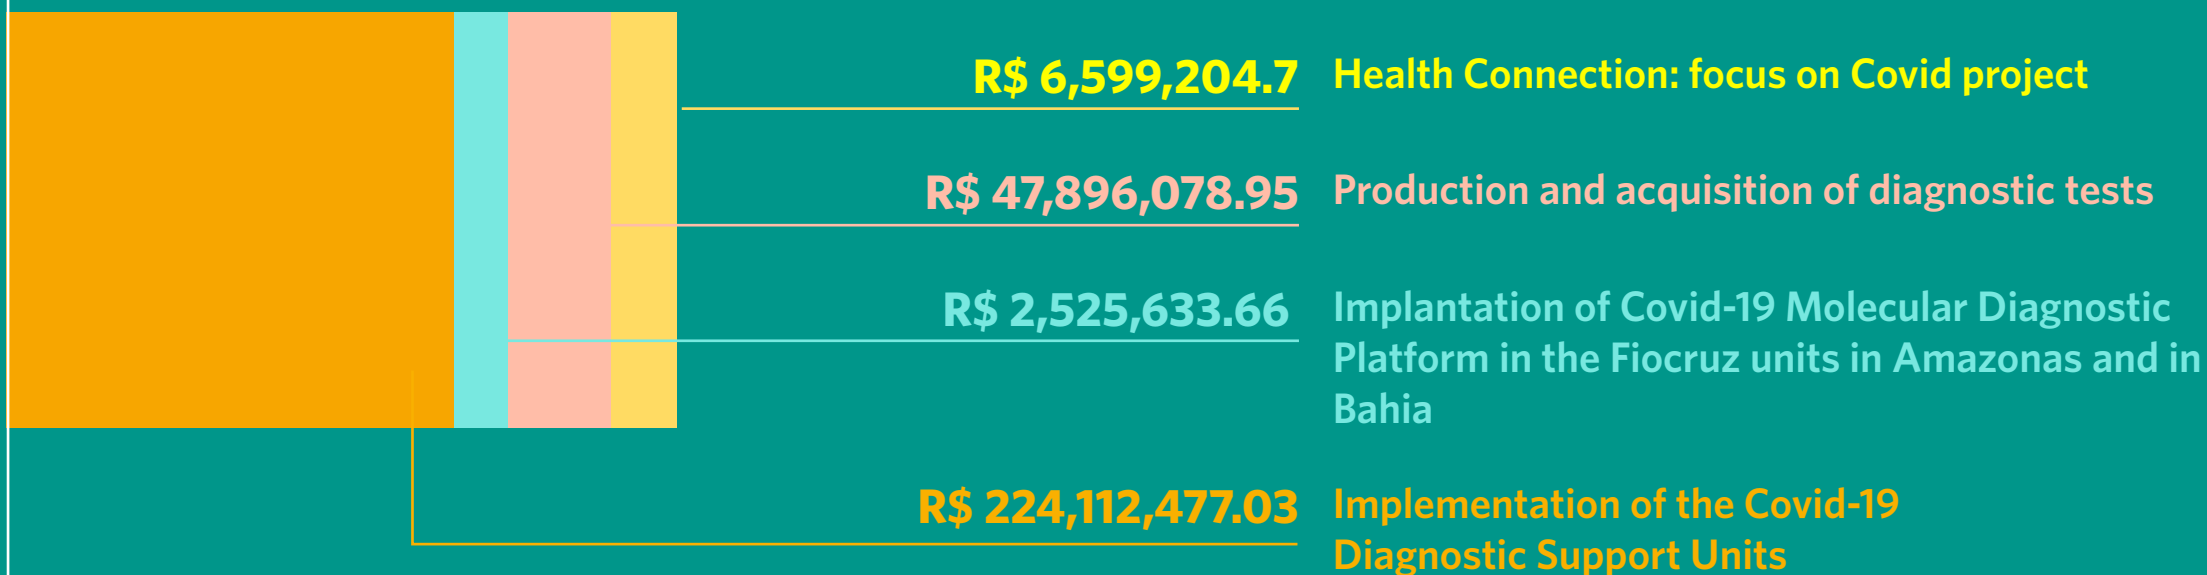 R$ 6,599,204.7 Health Connection: focus on Covid project
R$ 47,896,078.95 Production and acquisition of diagnostic tests
R$ 2,525,633.66 Implantation of Covid-19 Molecular Diagnostic
Platform in the Fiocruz units in Amazonas and in
Bahia
R$ 224,112,477.03 Implementation of the Covid-19
Diagnostic Support Units